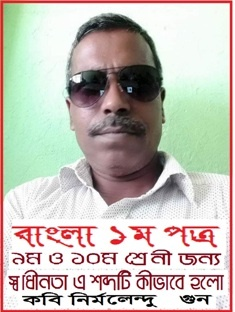 বাংলা ১ম পত্র
৯ম ও ১০ম শ্রেনী জন্য
স্বাধীনতা এ শব্দটি কীভাবে হলো
কবি নির্মলেন্দু গুন